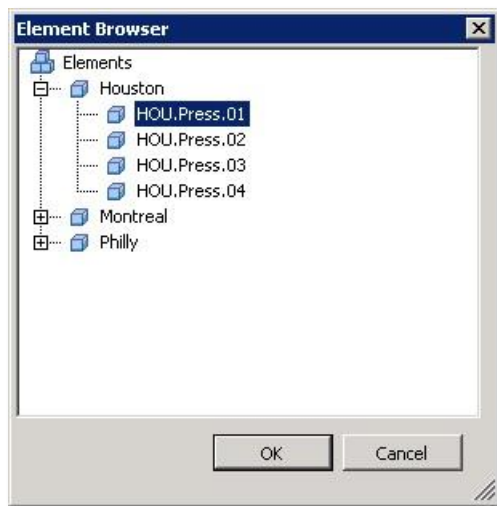 Element Browser
Elements
Houston
HOU.Press.01
HOU.Press.02
HOU.Press.03
HOU.Press.04
Montreal
Philly
OK Cancel